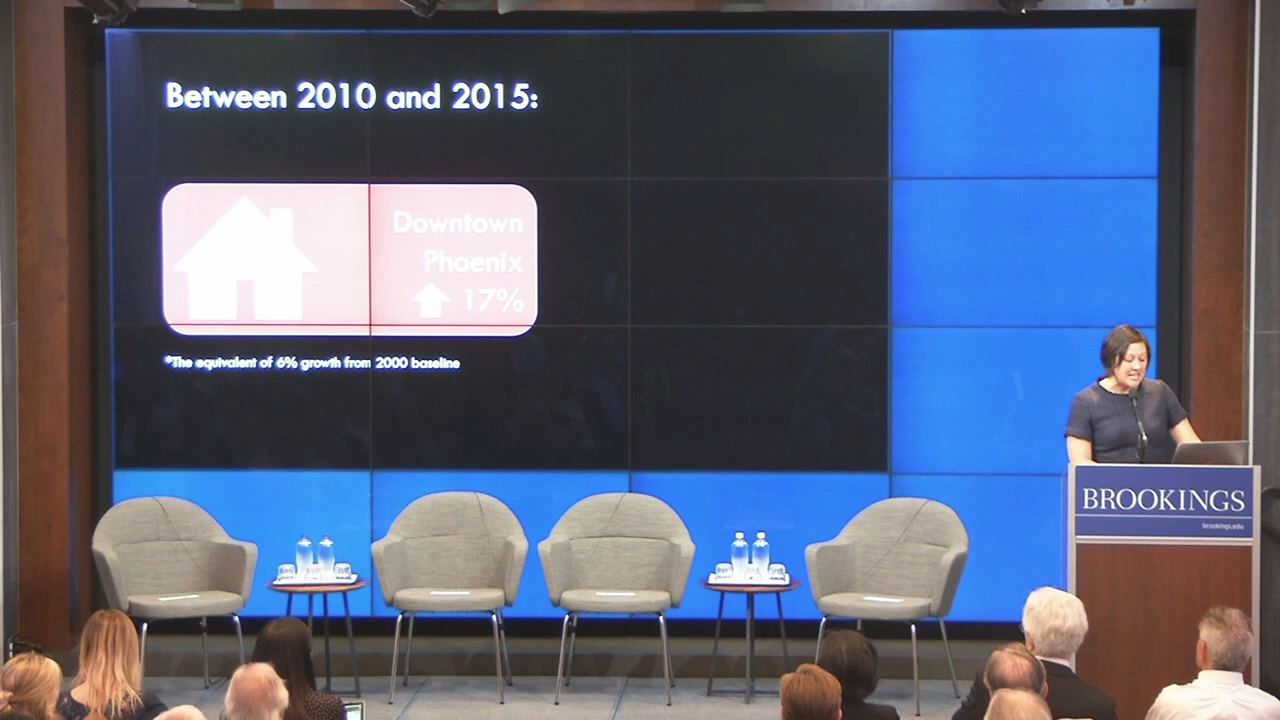 Between 2010 and 2015:
Downtown
Phoenix
17%
*The equivalent of 6% growth from 2000 baseline
BROOKINGS
brookings.edu